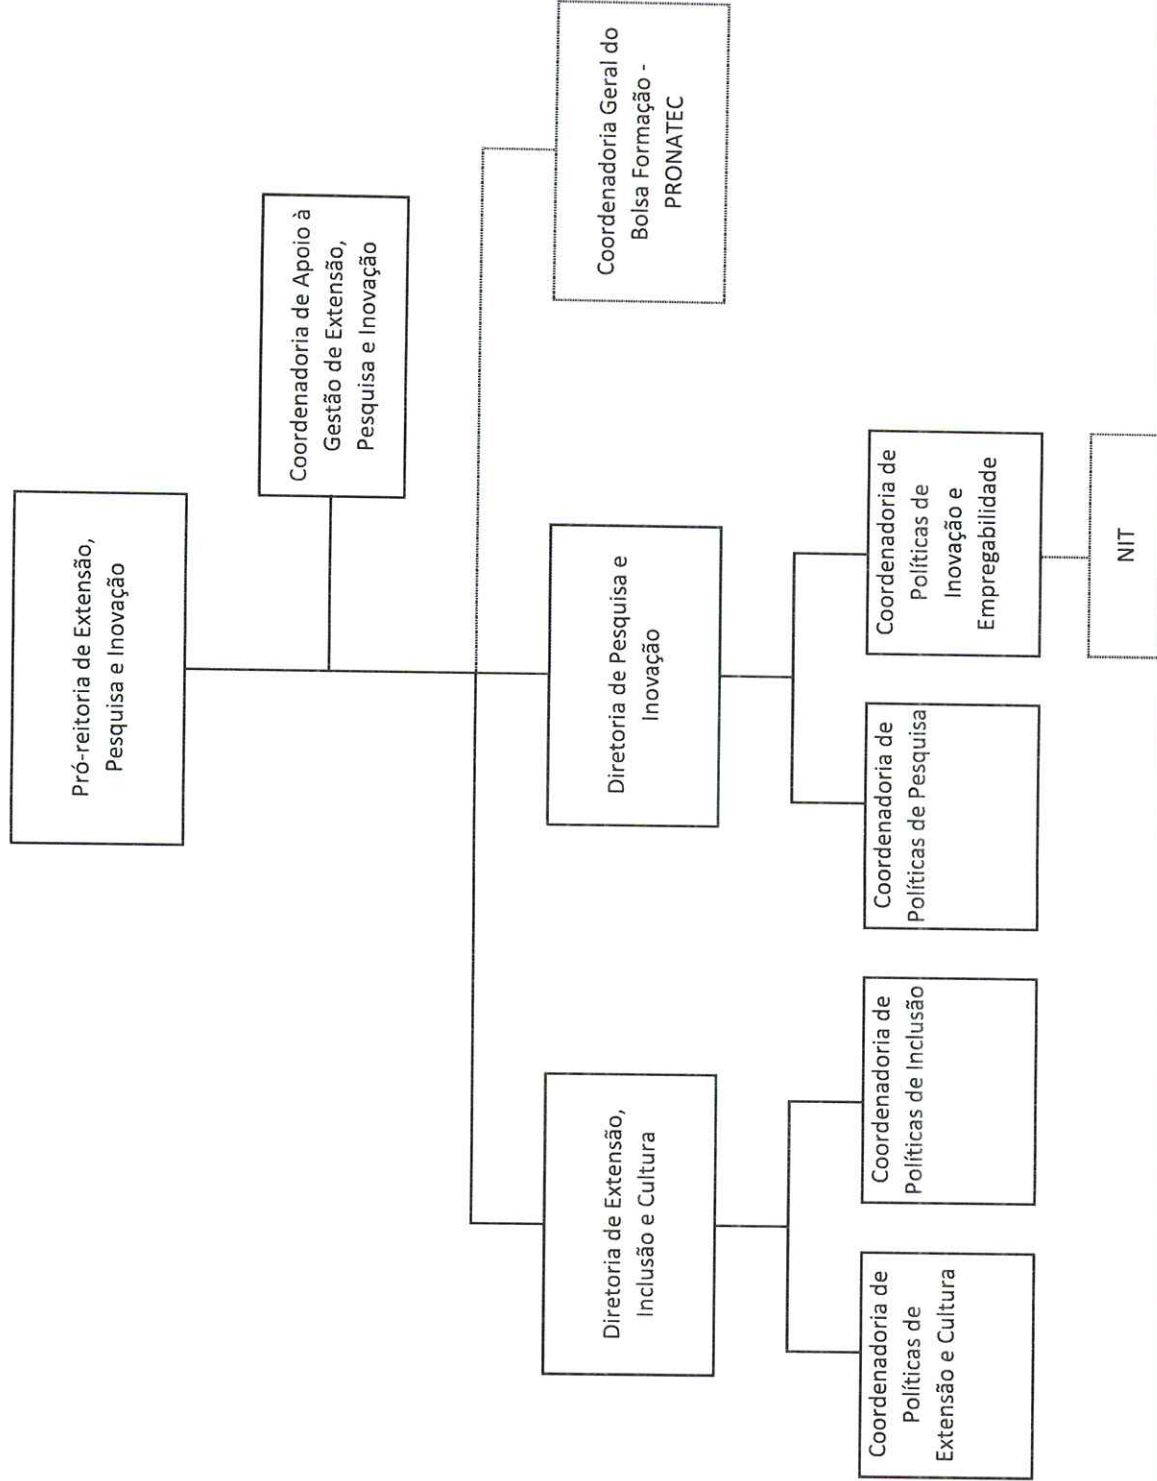 Pró-reitoria de Extensão,
Pesquisa e Inovação
Coordenadoria de Apoio à
Gestão de Extensão,
Pesquisa e Inovação
Diretoria de Extensão,
Inclusão e Cultura
Diretoria de Pesquisa e
Inovação
Coordenadoria Geral do
Bolsa Formação -
PRONATEC
Coordenadoria de
Políticas de
Extensão e Cultura
Coordenadoria de
Políticas de Inclusão
Coordenadoria de
Políticas de Pesquisa
Coordenadoria de
Políticas de
Inovação e
Empregabilidade
NIT